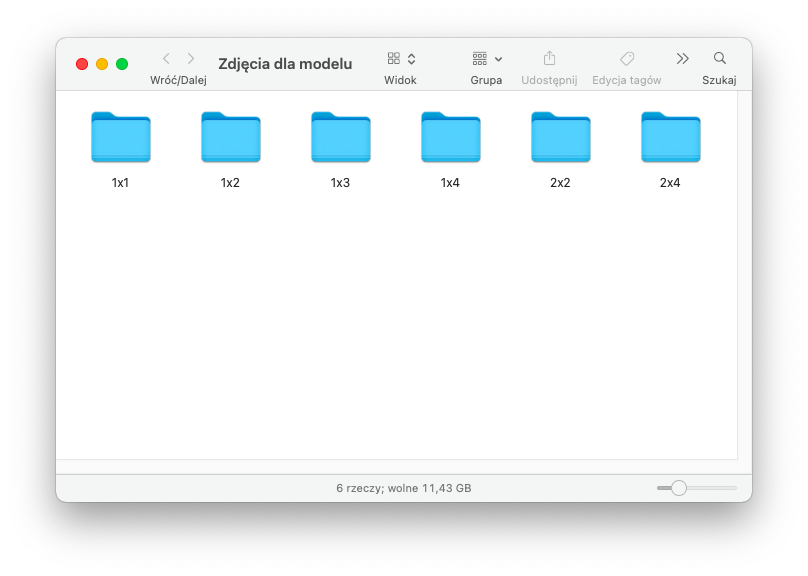 Zdjęcia dla modelu
Wróć/Dalej
Widok
Grupa
Udostępnij
Edycja tagów
Szukaj
1x1
1x2
1x3
1x4
2x2
2x4
6 rzeczy; wolne 11,43 GB